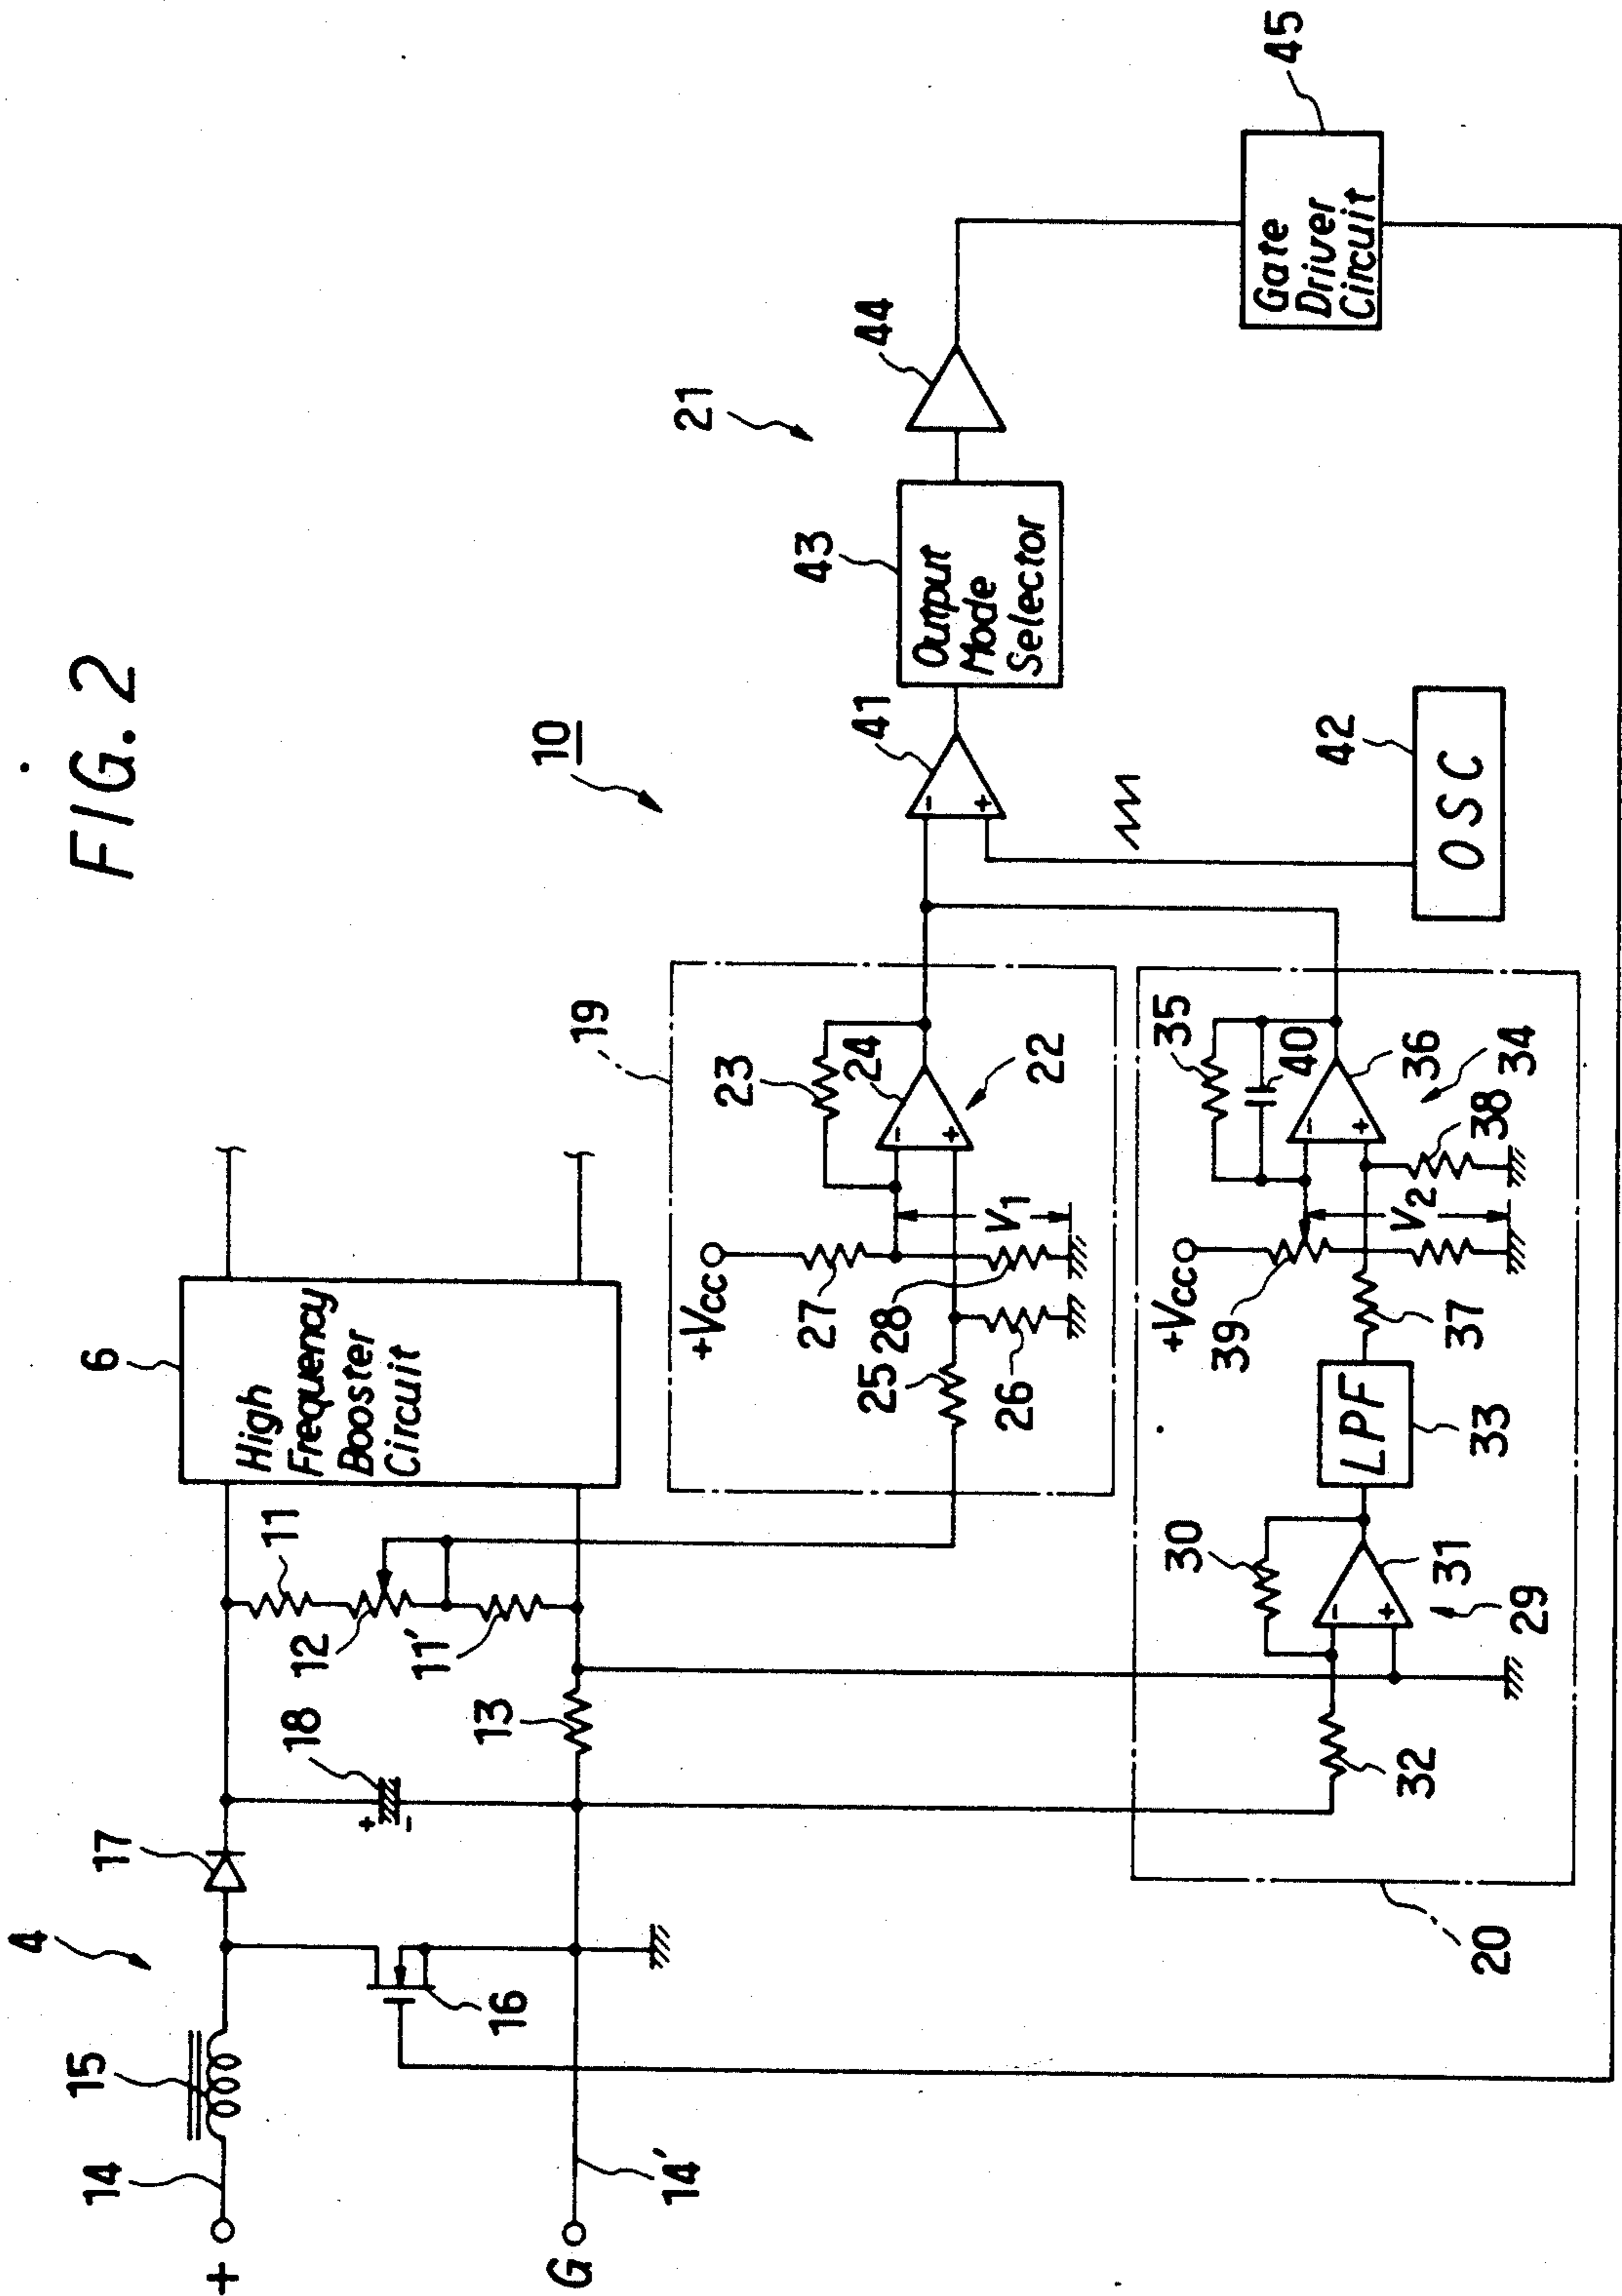 FIG. 2
10
4
14
15
17
18
11
12
11'
13
16
14'
+
G
+
-
6
High
Frequency
Booster
Circuit
19
+Vcc
23
24
22
27
28
25
26
V1
-
+
20
+Vcc
30
31
29
32
LPF
33
35
40
36
34
37
38
39
V2
-
+
-
+
21
41
-
+
42
OSC
43
Output
Mode
Selector
44
45
Gate
Driver
Circuit